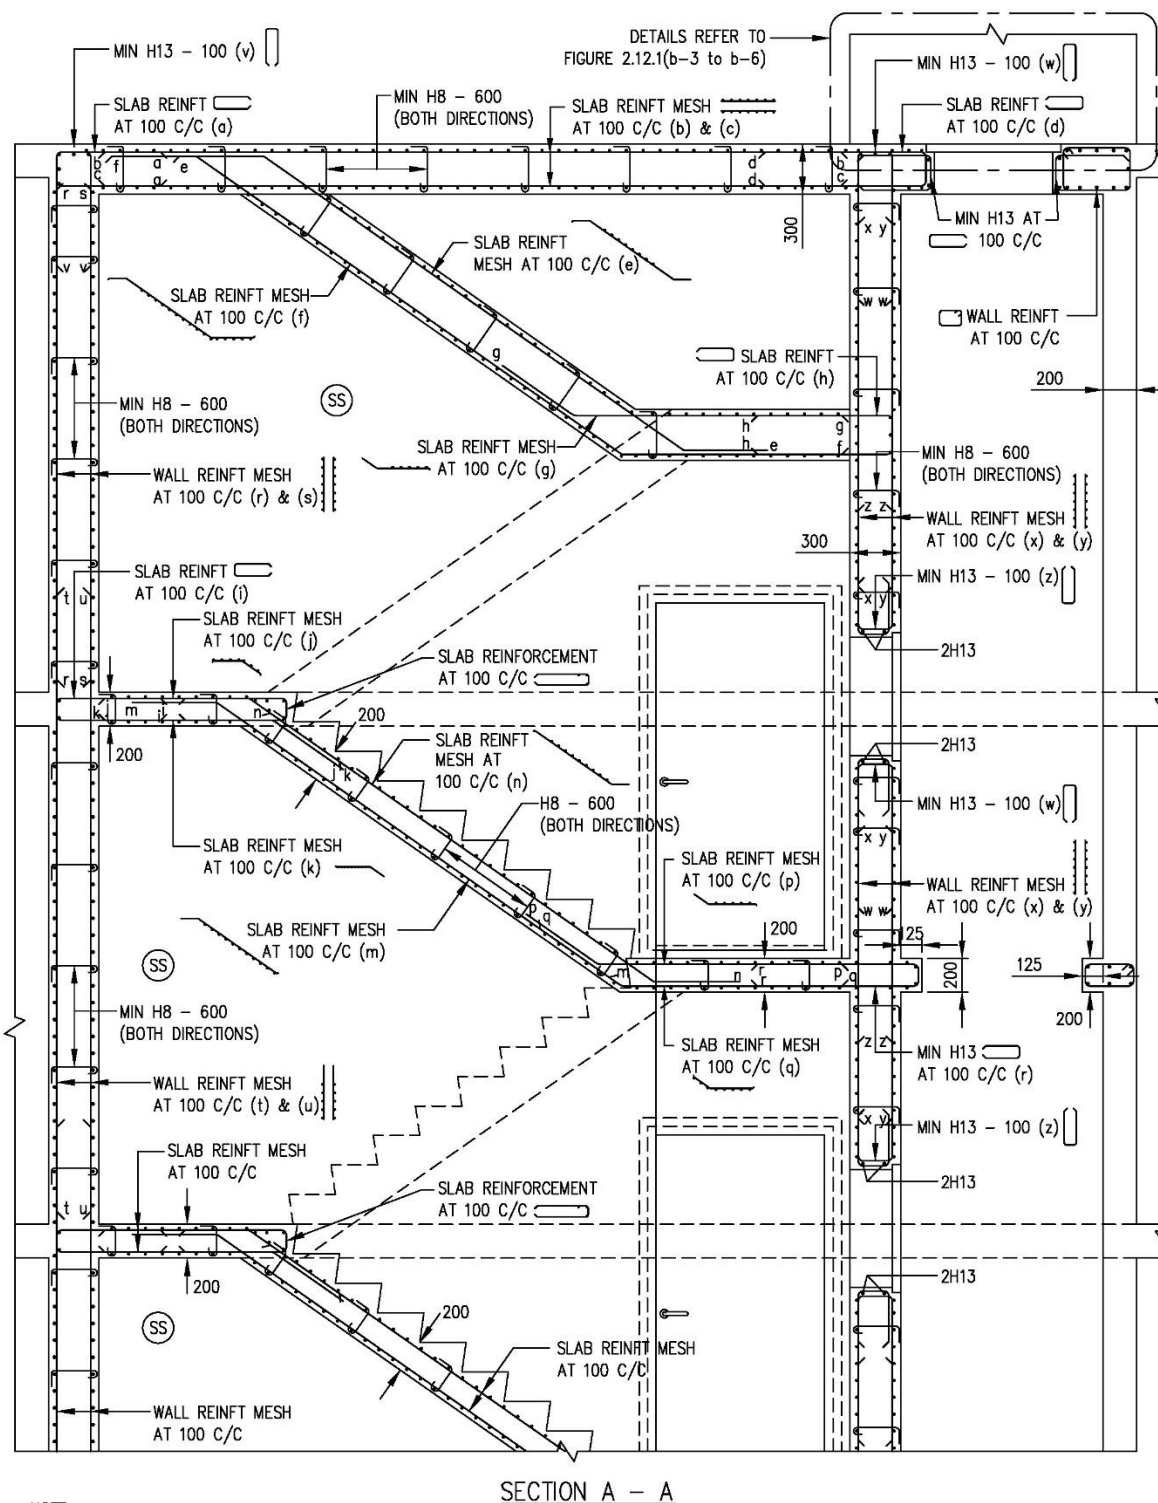 DETAILS REFER TO
FIGURE 2.12.1(b-3 to b-6)
MIN H13 - 100 (v)
MIN H13 - 100 (w)
MIN H8 - 600
(BOTH DIRECTIONS)
SLAB REINFT
AT 100 C/C (a)
SLAB REINFT MESH
AT 100 C/C (b) & (c)
SLAB REINFT
AT 100 C/C (d)
b
c
f
a
a
e
d
d
b
c
r s
300
x y
MIN H13 AT
100 C/C
v v
SLAB REINFT
MESH AT 100 C/C (e)
SLAB REINFT MESH
AT 100 C/C (f)
w w
WALL REINFT
AT 100 C/C
g
SLAB REINFT
AT 100 C/C (h)
200
MIN H8 - 600
(BOTH DIRECTIONS)
SS
h
h
e
g
f
SLAB REINFT MESH
AT 100 C/C (g)
MIN H8 - 600
(BOTH DIRECTIONS)
WALL REINFT MESH
AT 100 C/C (r) & (s)
z z
WALL REINFT MESH
AT 100 C/C (x) & (y)
300
SLAB REINFT
AT 100 C/C (i)
MIN H13 - 100 (z)
t u
x y
SLAB REINFT MESH
AT 100 C/C (j)
2H13
SLAB REINFORCEMENT
AT 100 C/C
r s
k
m
n
200
200
SLAB REINFT
MESH AT
100 C/C (n)
2H13
j k
H8 - 600
(BOTH DIRECTIONS)
MIN H13 - 100 (w)
x y
SLAB REINFT MESH
AT 100 C/C (k)
SLAB REINFT MESH
AT 100 C/C (p)
WALL REINFT MESH
AT 100 C/C (x) & (y)
p q
w w
SLAB REINFT MESH
AT 100 C/C (m)
200
125
SS
m
n
r
r
p q
200
125
200
MIN H8 - 600
(BOTH DIRECTIONS)
SLAB REINFT MESH
AT 100 C/C (q)
z z
MIN H13
AT 100 C/C (r)
WALL REINFT MESH
AT 100 C/C (t) & (u)
x y
MIN H13 - 100 (z)
SLAB REINFT MESH
AT 100 C/C
2H13
SLAB REINFORCEMENT
AT 100 C/C
t u
200
2H13
SS
200
SLAB REINFT MESH
AT 100 C/C
WALL REINFT MESH
AT 100 C/C
SECTION A - A